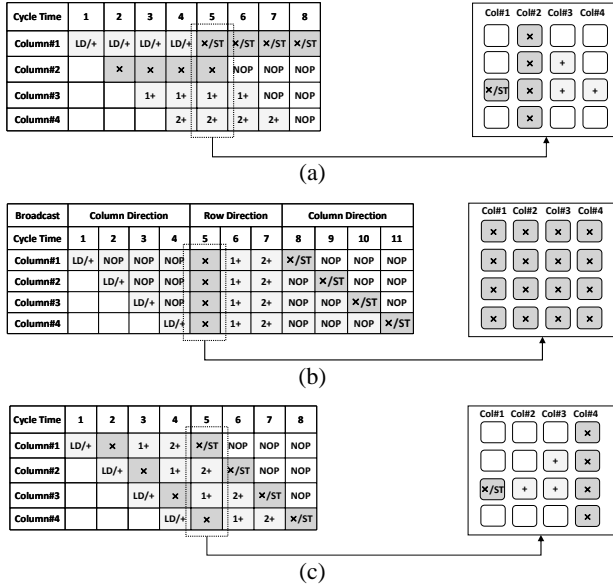 Cycle Time 1 2 3 4 5 6 7 8
Column#1 LD/+ LD/+ LD/+ LD/+ ×/ST ×/ST ×/ST ×/ST
Column#2 × × × × NOP NOP NOP
Column#3 1+ 1+ 1+ 1+ NOP NOP
Column#4 2+ 2+ 2+ 2+ NOP
Col#1 Col#2 Col#3 Col#4
×
× +
×/ST × + +
×
(a)
Broadcast Column Direction Row Direction Column Direction
Cycle Time 1 2 3 4 5 6 7 8 9 10 11
Column#1 LD/+ NOP NOP NOP × 1+ 2+ ×/ST NOP NOP NOP
Column#2 LD/+ NOP NOP × 1+ 2+ NOP ×/ST NOP NOP
Column#3 LD/+ NOP × 1+ 2+ NOP NOP ×/ST NOP
Column#4 LD/+ × 1+ 2+ NOP NOP NOP ×/ST
Col#1 Col#2 Col#3 Col#4
× × × ×
× × × ×
× × × ×
× × × ×
(b)
Cycle Time 1 2 3 4 5 6 7 8
Column#1 LD/+ × 1+ 2+ ×/ST NOP NOP NOP
Column#2 LD/+ × 1+ 2+ ×/ST NOP NOP
Column#3 LD/+ × 1+ 2+ ×/ST NOP
Column#4 LD/+ × 1+ 2+ ×/ST
Col#1 Col#2 Col#3 Col#4
×
+ ×
×/ST + + ×
×
(c)